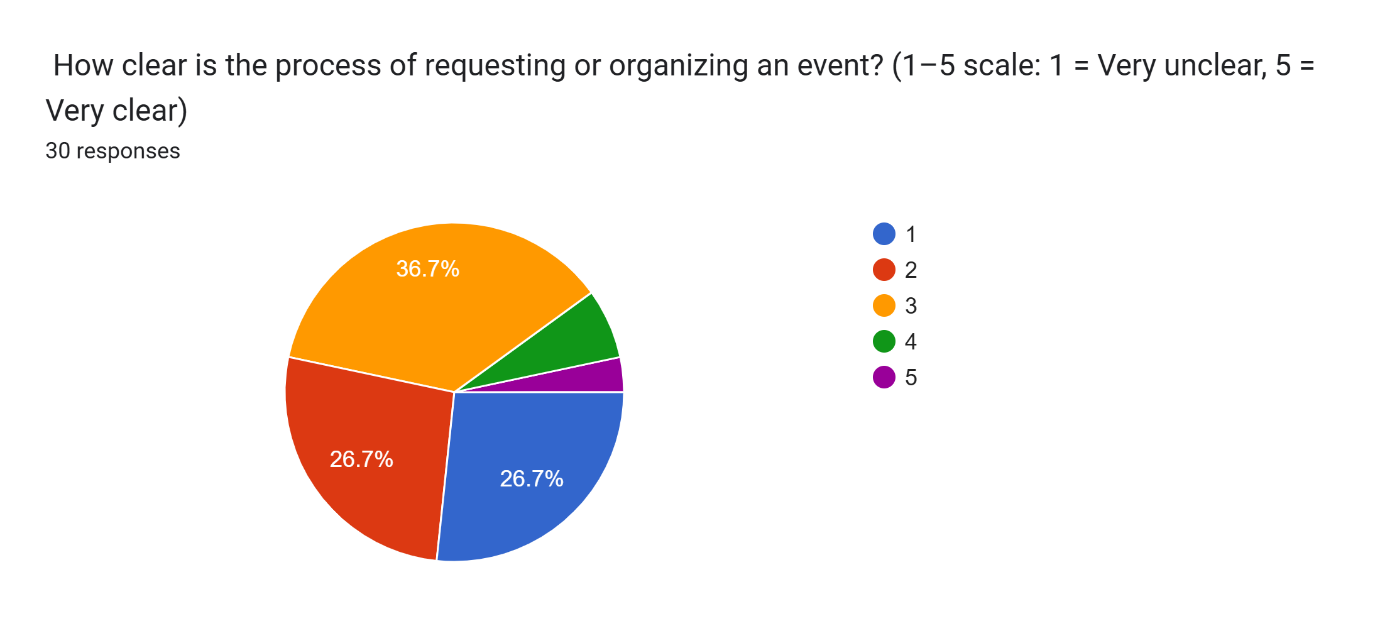 How clear is the process of requesting or organizing an event? (1–5 scale: 1 = Very unclear, 5 =
Very clear)
30 responses
36.7%
26.7%
26.7%
1
2
3
4
5